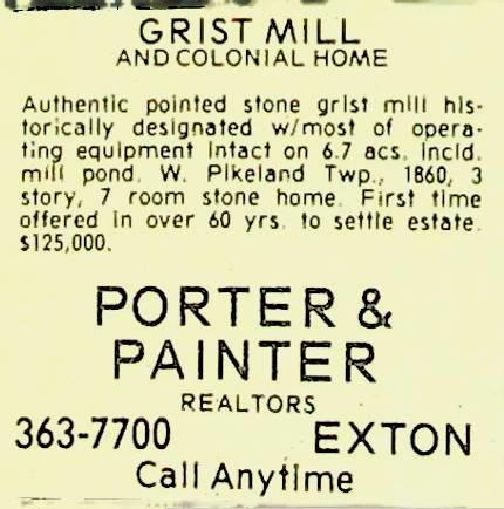 GRIST MILL
AND COLONIAL HOME
Authentic pointed stone grist mill his-
torically designated w/most of opera-
ting equipment intact on 6.7 acs. Incld.
mill pond. W. Pikeland Twp., 1860, 3
story, 7 room stone home. First time
offered in over 60 yrs. to settle estate.
$125,000.
PORTER &
PAINTER
REALTORS
363-7700 EXTON
Call Anytime